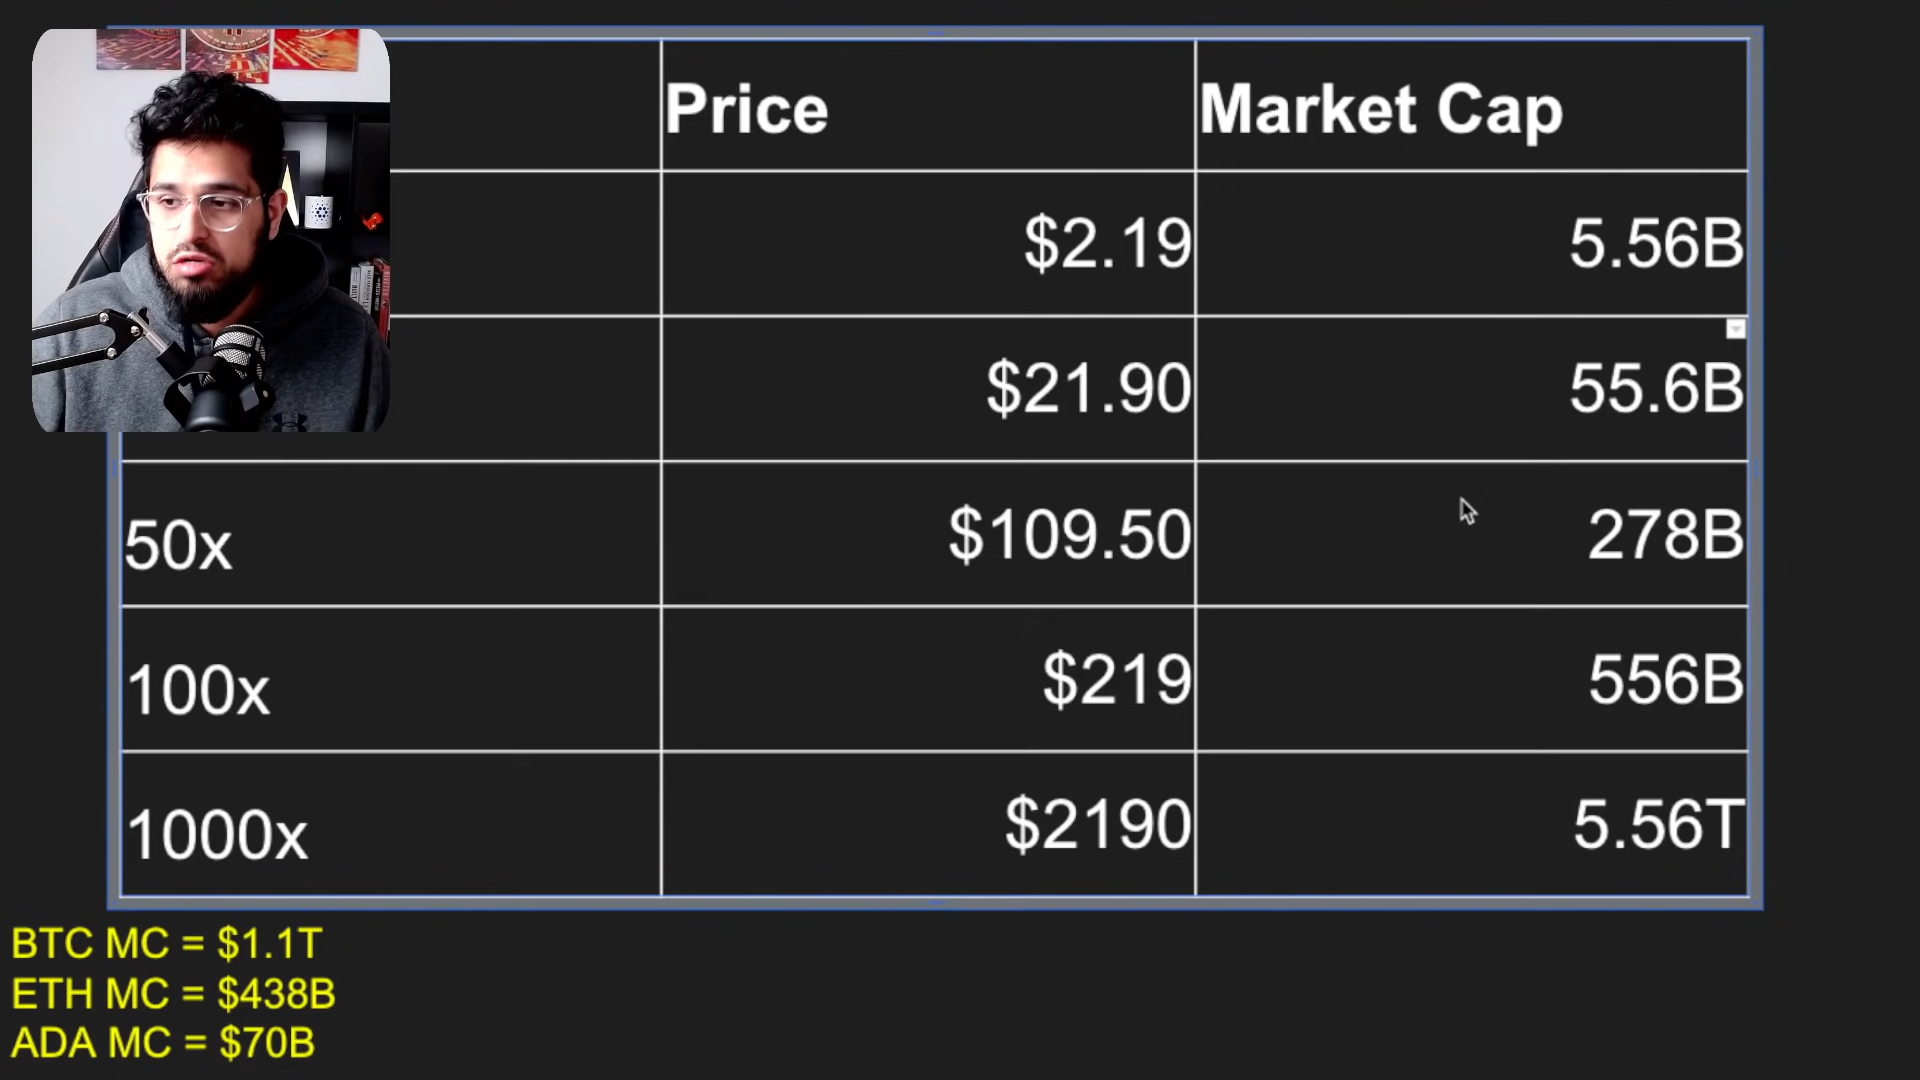 Price Market Cap
$2.19 5.56B
$21.90 55.6B
50x $109.50 278B
100x $219 556B
1000x $2190 5.56T
BTC MC = $1.1T
ETH MC = $438B
ADA MC = $70B